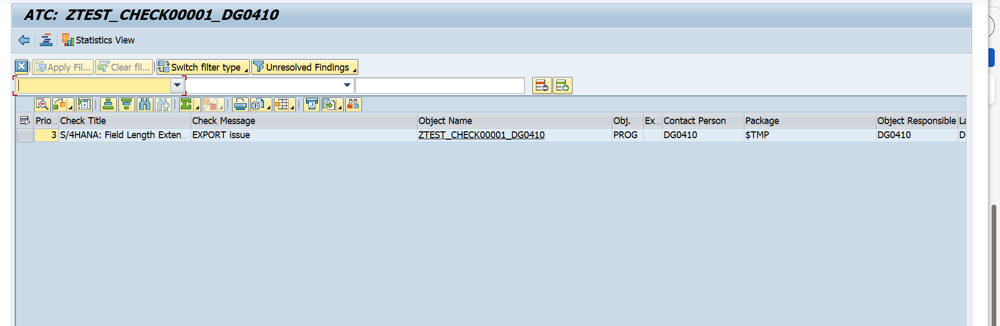 ATC: ZTEST_CHECK00001_DG0410
Statistics View
Apply Fil... Clear fil... Switch filter type Unresolved Findings
Prio... Check Title Check Message Object Name Obj. Ex... Contact Person Package Object Responsible La
3 S/4HANA: Field Length Exten... EXPORT issue ZTEST_CHECK00001_DG0410 PROG DG0410 $TMP DG0410 D